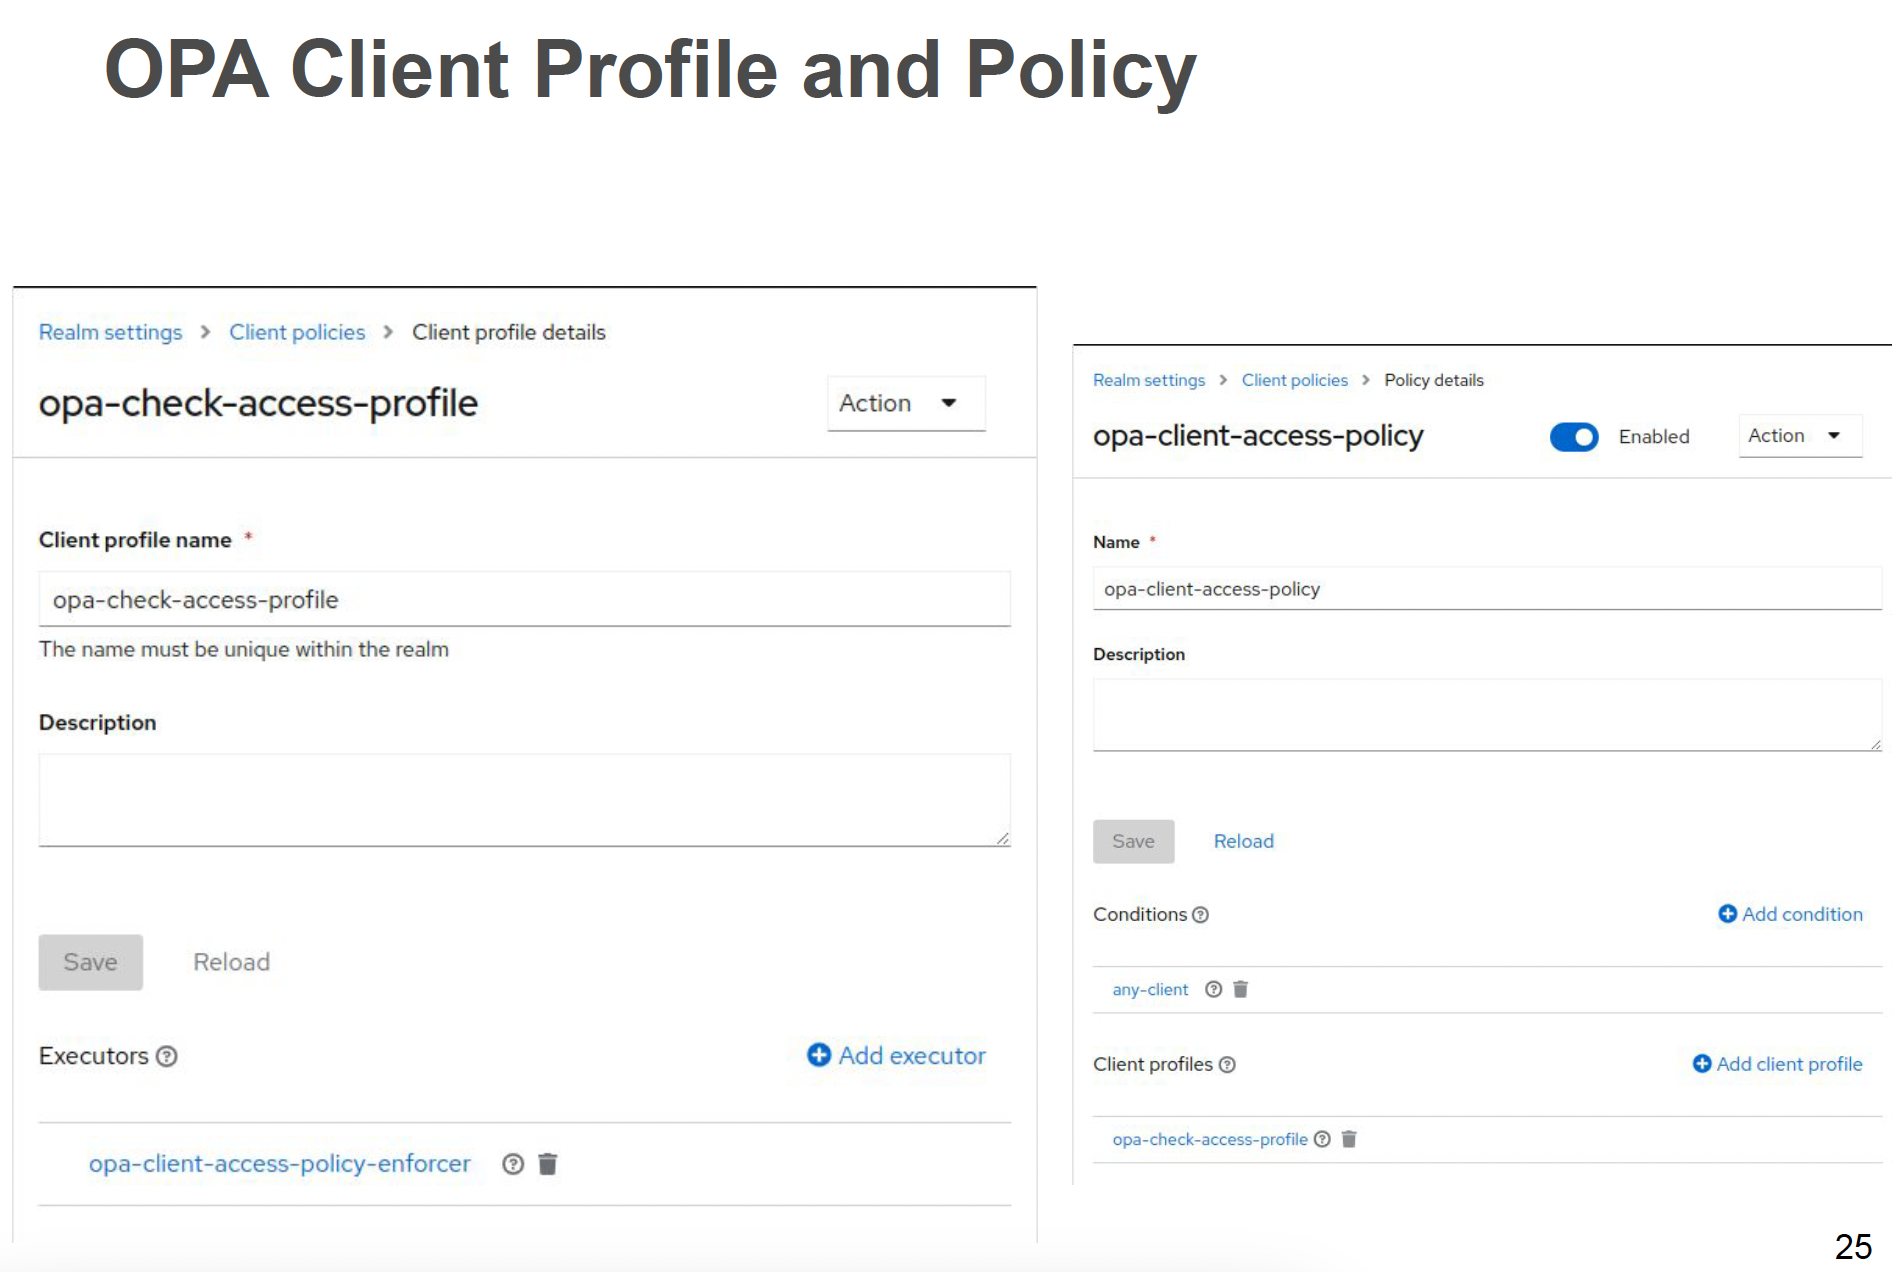 OPA Client Profile and Policy
Realm settings > Client policies > Client profile details
opa-check-access-profile
Action
Client profile name *
opa-check-access-profile
The name must be unique within the realm
Description
Save Reload
Executors Add executor
opa-client-access-policy-enforcer
Realm settings > Client policies > Policy details
opa-client-access-policy
Enabled
Action
Name *
opa-client-access-policy
Description
Save Reload
Conditions Add condition
any-client
Client profiles Add client profile
opa-check-access-profile
25